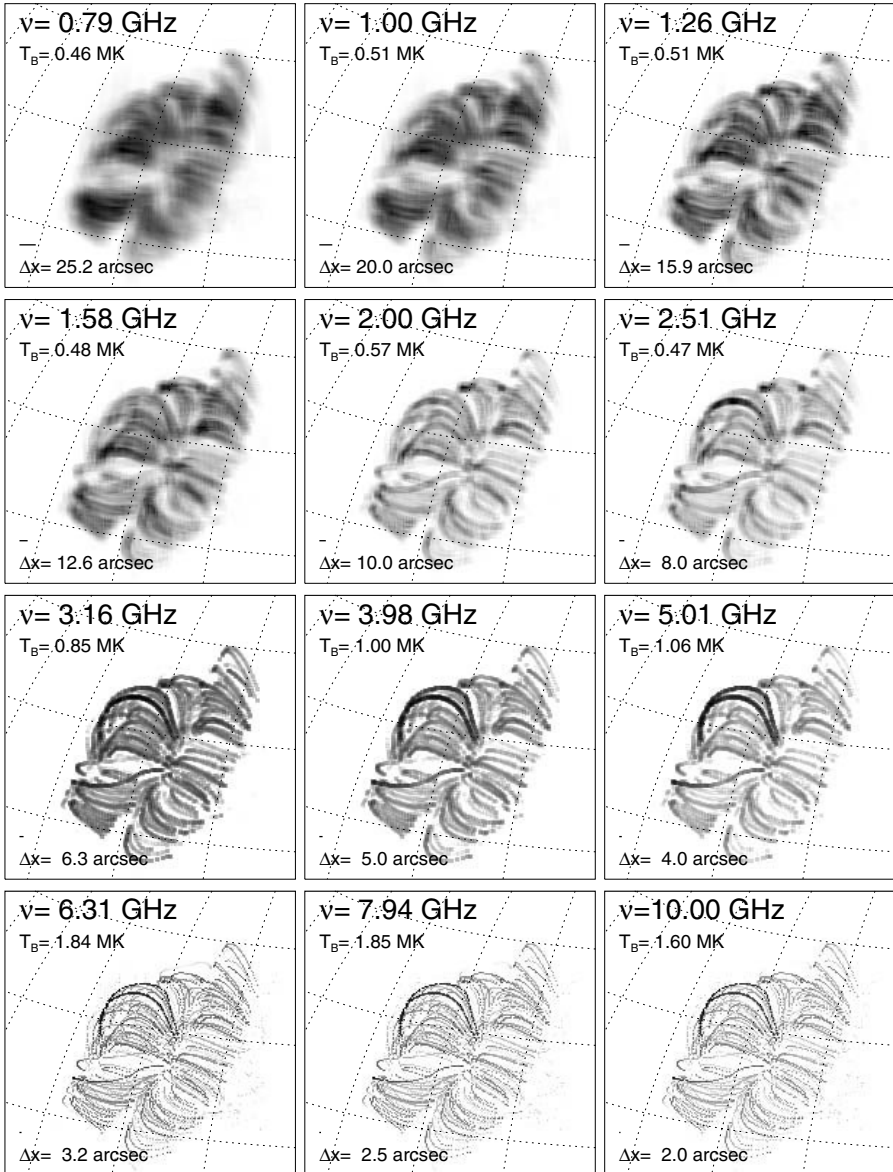 ν= 0.79 GHz
T_B= 0.46 MK
Δx= 25.2 arcsec
ν= 1.00 GHz
T_B= 0.51 MK
Δx= 20.0 arcsec
ν= 1.26 GHz
T_B= 0.51 MK
Δx= 15.9 arcsec
ν= 1.58 GHz
T_B= 0.48 MK
Δx= 12.6 arcsec
ν= 2.00 GHz
T_B= 0.57 MK
Δx= 10.0 arcsec
ν= 2.51 GHz
T_B= 0.47 MK
Δx= 8.0 arcsec
ν= 3.16 GHz
T_B= 0.85 MK
Δx= 6.3 arcsec
ν= 3.98 GHz
T_B= 1.00 MK
Δx= 5.0 arcsec
ν= 5.01 GHz
T_B= 1.06 MK
Δx= 4.0 arcsec
ν= 6.31 GHz
T_B= 1.84 MK
Δx= 3.2 arcsec
ν= 7.94 GHz
T_B= 1.85 MK
Δx= 2.5 arcsec
ν=10.00 GHz
T_B= 1.60 MK
Δx= 2.0 arcsec